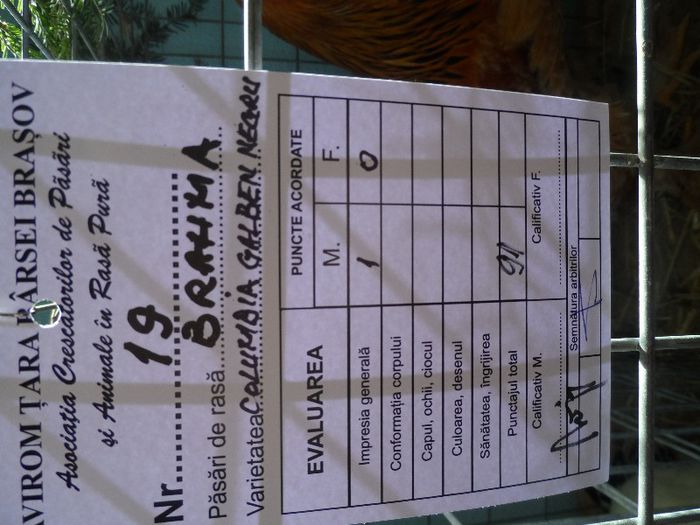 AVIROM ȚARA BÂRSEI BRAȘOV
Asociația Crescătorilor de Păsări
și Animale în Rasă Pură
Nr. 19
Păsări de rasă BRAHMA
Varietatea COLUMBIA GALBEN NEGRU
EVALUAREA PUNCTE ACORDATE
M. F.
Impresia generală 1 0
Conformația corpului
Capul, ochii, ciocul
Culoarea, desenul
Sănătatea, îngrijirea
Punctajul total 94
Calificativ M. Calificativ F.
Semnătura arbitrilor